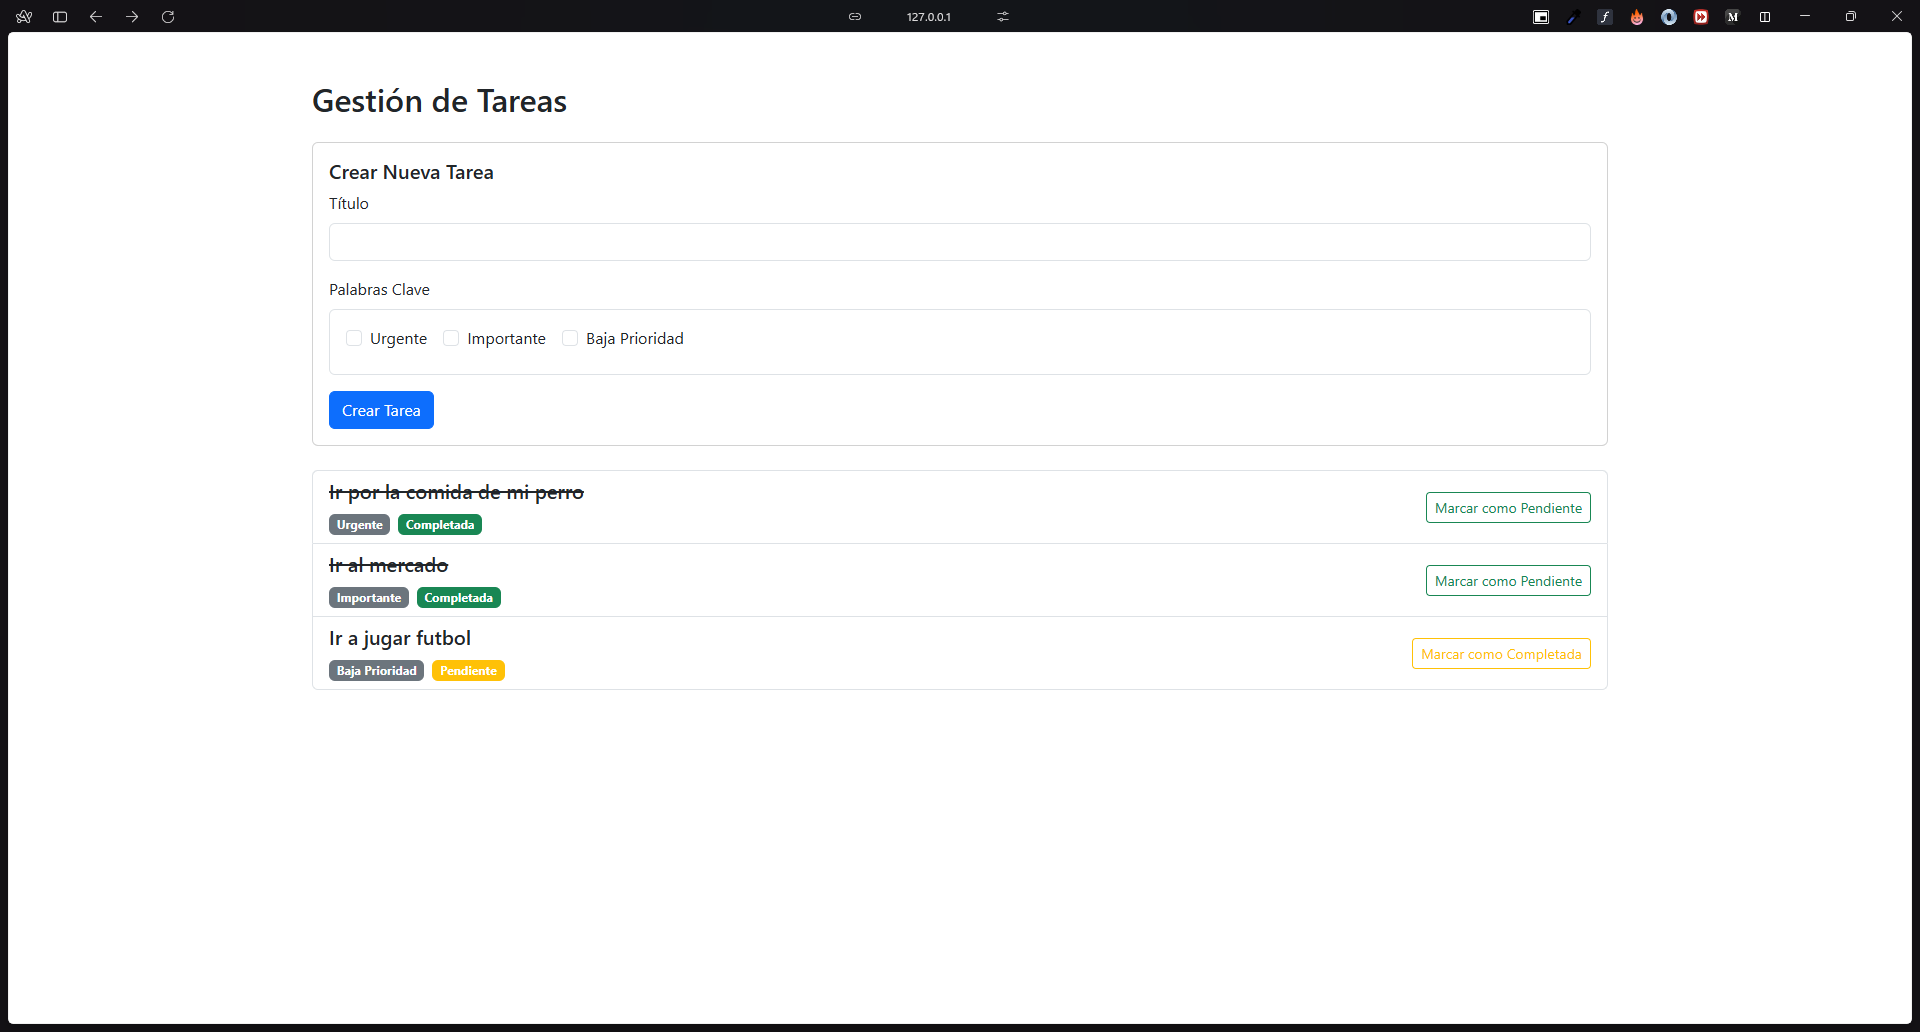 127.0.0.1
Gestión de Tareas
Crear Nueva Tarea
Título
Palabras Clave
Urgente Importante Baja Prioridad
Crear Tarea
Ir por la comida de mi perro
Urgente Completada
Marcar como Pendiente
Ir al mercado
Importante Completada
Marcar como Pendiente
Ir a jugar futbol
Baja Prioridad Pendiente
Marcar como Completada